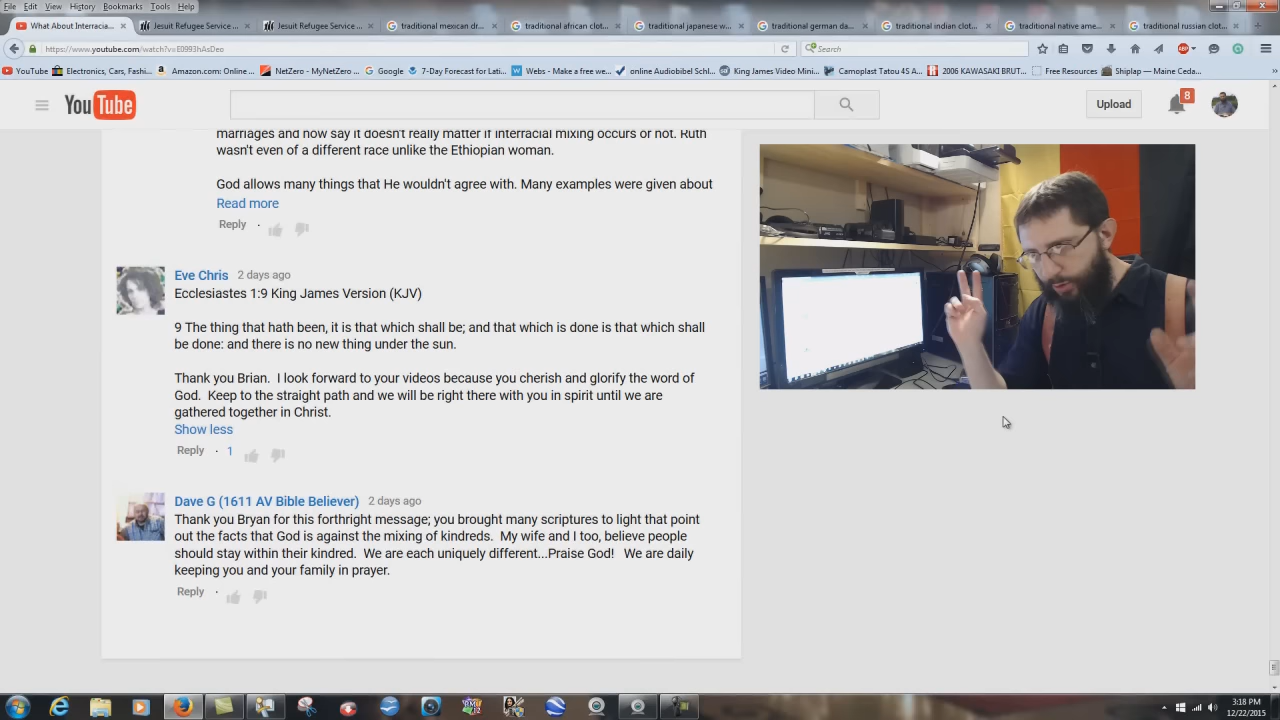 File Edit View History Bookmarks Tools Help
What About Interracia...
Jesuit Refugee Service ...
Jesuit Refugee Service ...
traditional mexican dr...
traditional african clot...
traditional japanese w...
traditional german da...
traditional indian clot...
traditional native ame...
traditional russian clot...
https://www.youtube.com/watch?v=E0993hAsDeo
Search
YouTube
Electronics, Cars, Fashi...
Amazon.com: Online ...
NetZero - MyNetZero ...
Google
7-Day Forecast for Lati...
Webs - Make a free we...
online Audiobibel Schl...
King James Video Mini...
Camoplast Tatou 4S A...
2006 KAWASAKI BRUT...
Free Resources
Shiplap — Maine Ceda...
YouTube
Upload
8
marriages and now say it doesn't really matter if interracial mixing occurs or not. Ruth
wasn't even of a different race unlike the Ethiopian woman.
God allows many things that He wouldn't agree with. Many examples were given about
Read more
Reply ·
Eve Chris 2 days ago
Ecclesiastes 1:9 King James Version (KJV)
9 The thing that hath been, it is that which shall be; and that which is done is that which shall
be done: and there is no new thing under the sun.
Thank you Brian. I look forward to your videos because you cherish and glorify the word of
God. Keep to the straight path and we will be right there with you in spirit until we are
gathered together in Christ.
Show less
Reply · 1
Dave G (1611 AV Bible Believer) 2 days ago
Thank you Bryan for this forthright message; you brought many scriptures to light that point
out the facts that God is against the mixing of kindreds. My wife and I too, believe people
should stay within their kindred. We are each uniquely different...Praise God! We are daily
keeping you and your family in prayer.
Reply ·
3:18 PM
12/22/2015